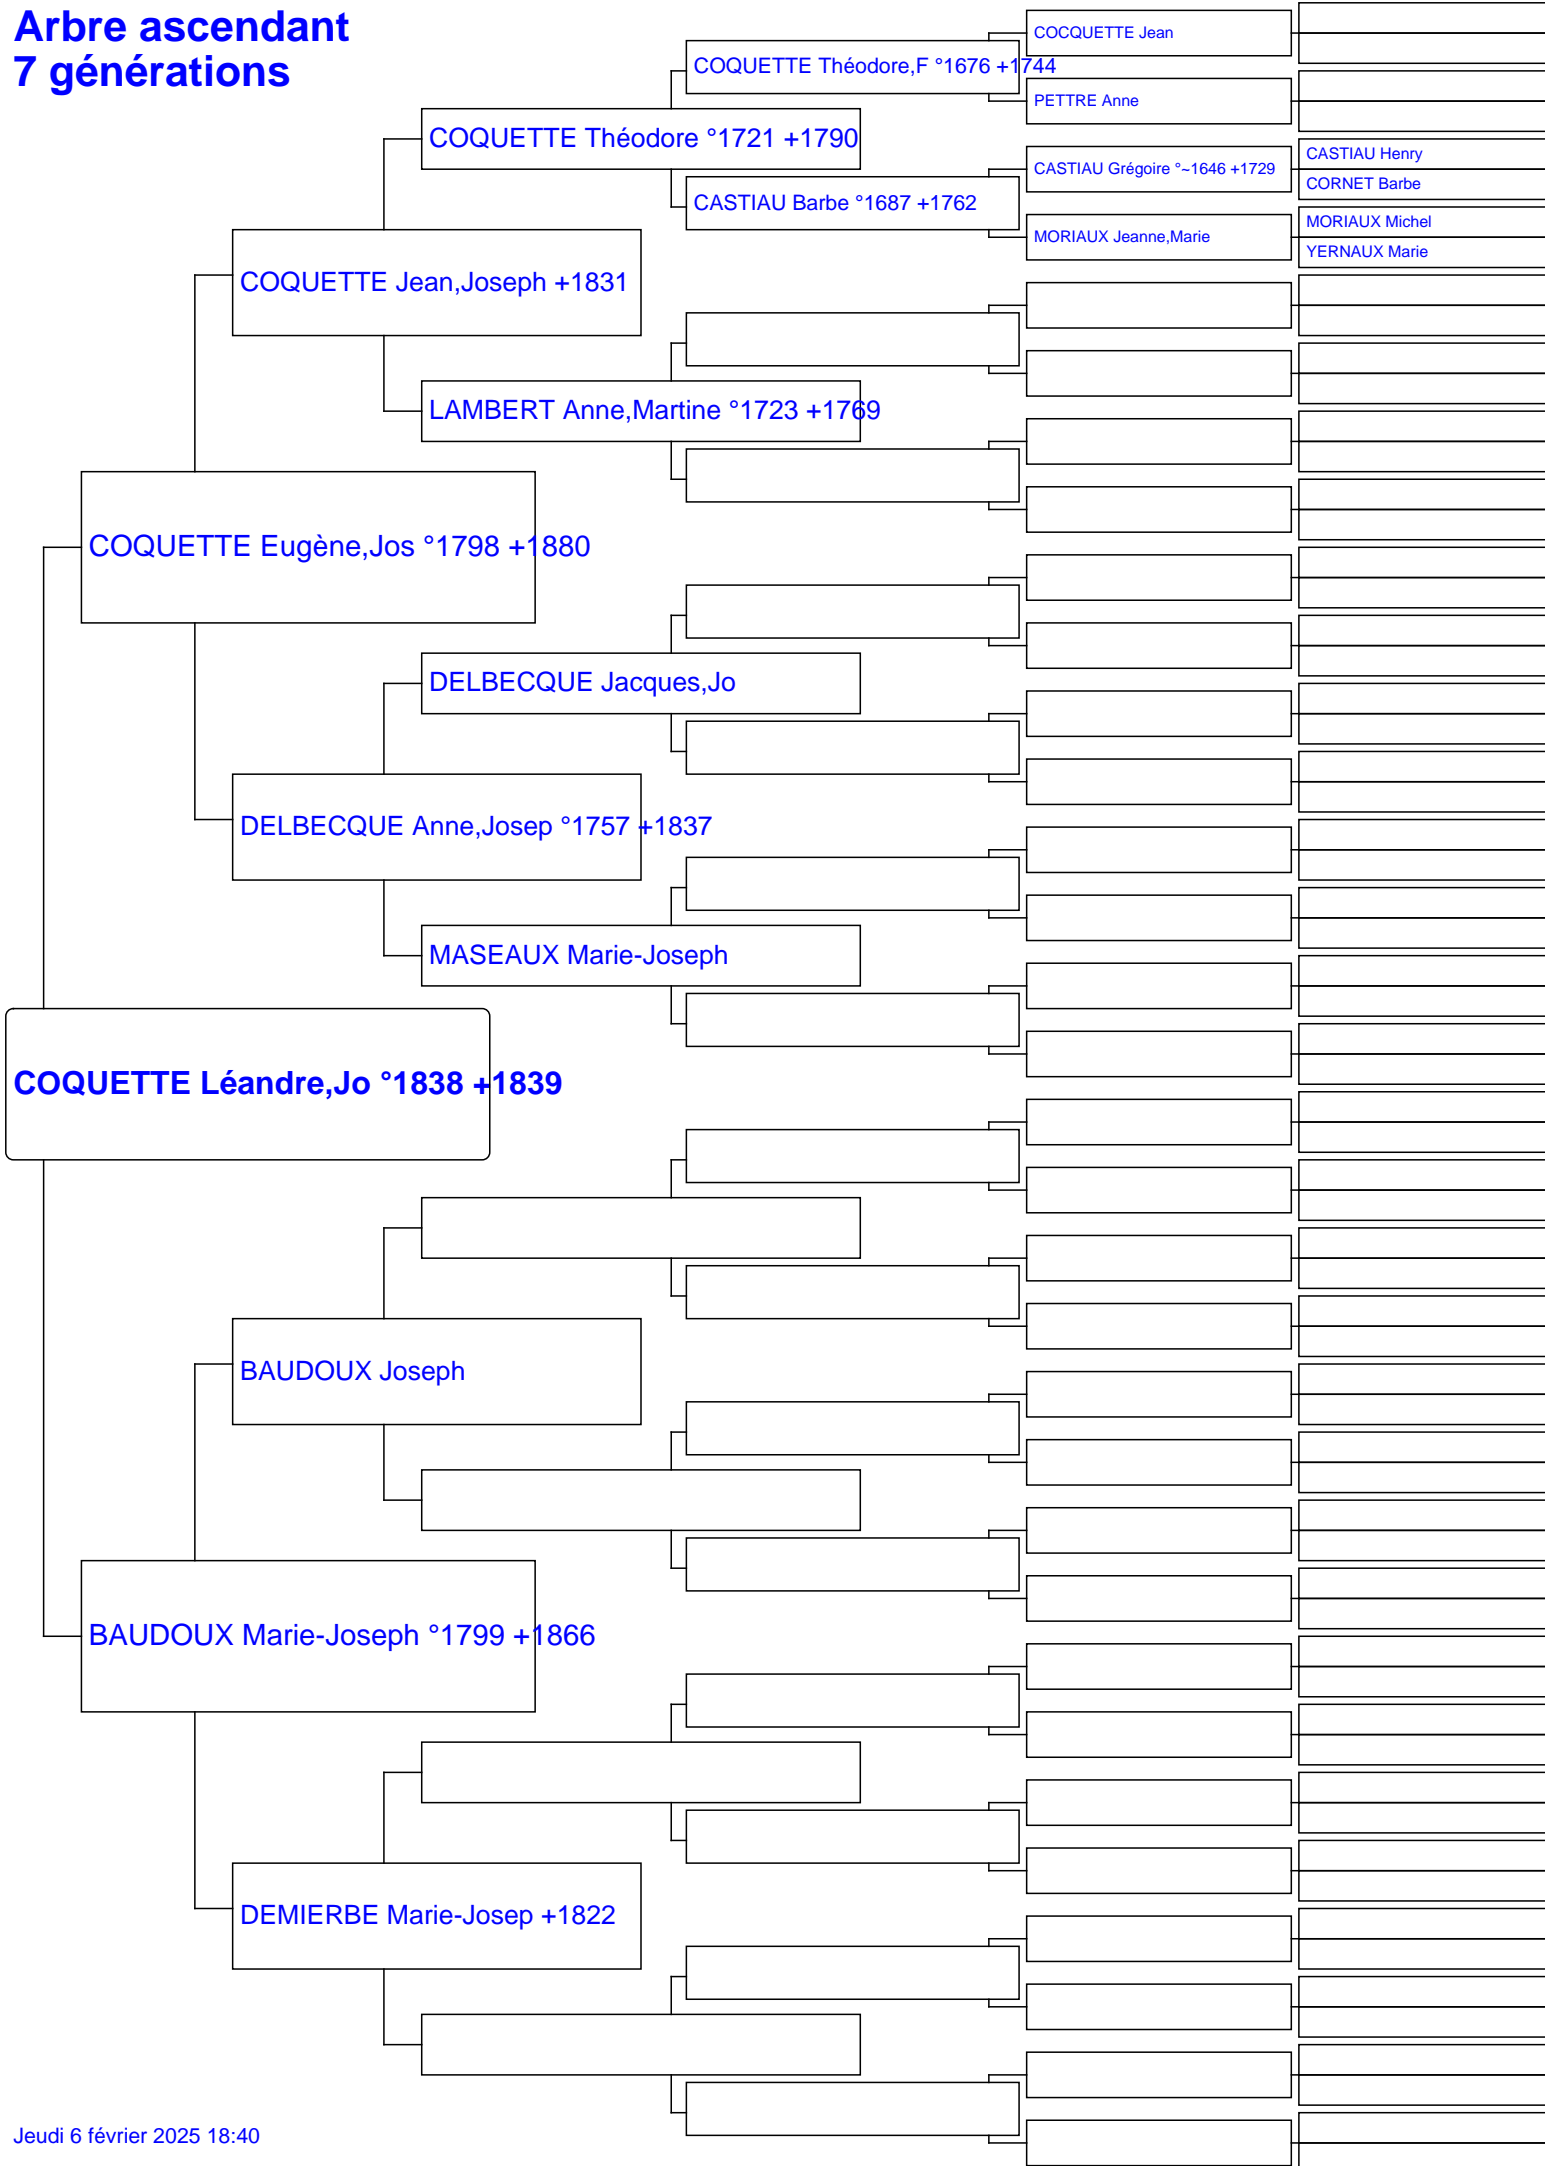 Arbre ascendant
7 générations
COCQUETTE Jean
COQUETTE Théodore,F °1676 +1744
PETTRE Anne
COQUETTE Théodore °1721 +1790
CASTIAU Henry
CASTIAU Grégoire °~1646 +1729
CORNET Barbe
CASTIAU Barbe °1687 +1762
MORIAUX Michel
MORIAUX Jeanne,Marie
YERNAUX Marie
COQUETTE Jean,Joseph +1831
LAMBERT Anne,Martine °1723 +1769
COQUETTE Eugène,Jos °1798 +1880
DELBECQUE Jacques,Jo
DELBECQUE Anne,Josep °1757 +1837
MASEAUX Marie-Joseph
COQUETTE Léandre,Jo °1838 +1839
BAUDOUX Joseph
BAUDOUX Marie-Joseph °1799 +1866
DEMIERBE Marie-Josep +1822
Jeudi 6 février 2025 18:40